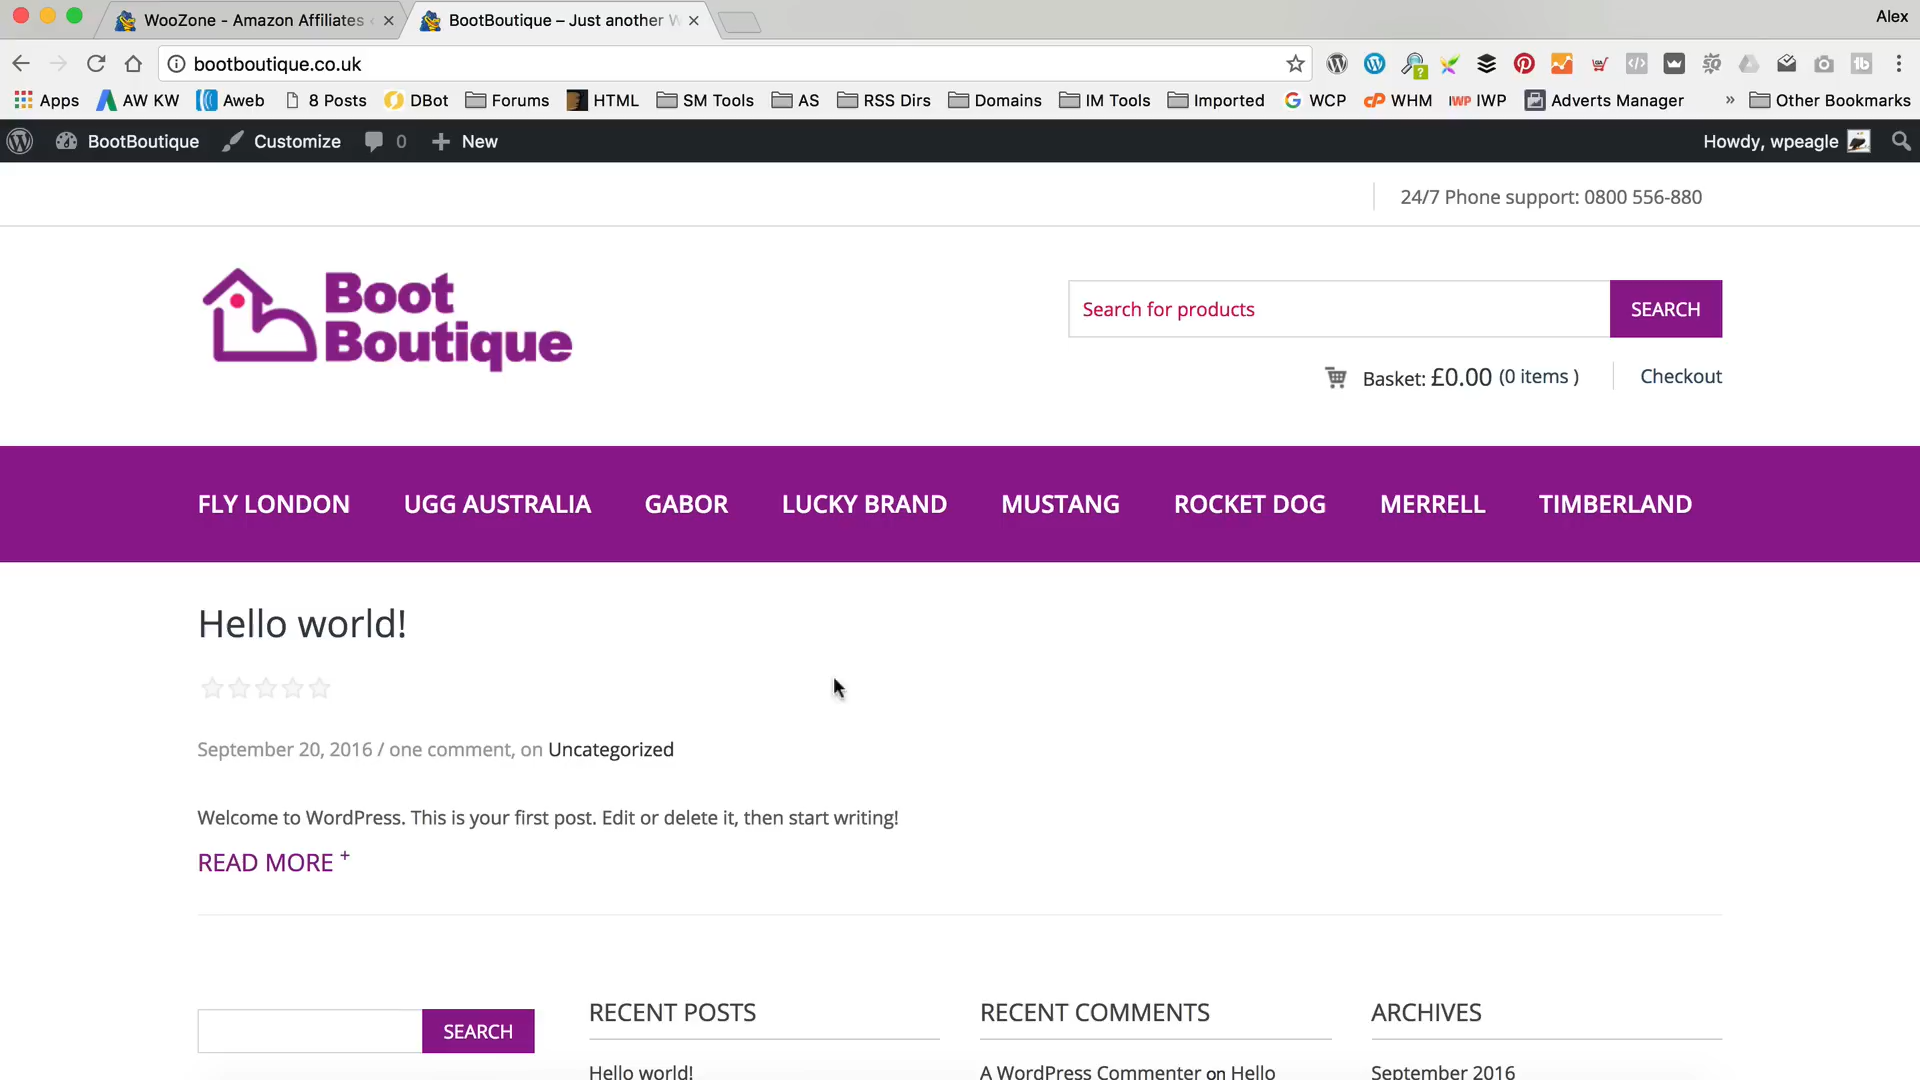 WooZone - Amazon Affiliates
BootBoutique – Just another W
Alex
bootboutique.co.uk
Apps AW KW Aweb 8 Posts DBot Forums HTML SM Tools AS RSS Dirs Domains IM Tools Imported WCP WHM IWP IWP Adverts Manager » Other Bookmarks
BootBoutique Customize 0 New Howdy, wpeagle
24/7 Phone support: 0800 556-880
Boot
Boutique
Search for products SEARCH
Basket: £0.00 (0 items ) Checkout
FLY LONDON UGG AUSTRALIA GABOR LUCKY BRAND MUSTANG ROCKET DOG MERRELL TIMBERLAND
Hello world!
September 20, 2016 / one comment, on Uncategorized
Welcome to WordPress. This is your first post. Edit or delete it, then start writing!
READ MORE +
SEARCH
RECENT POSTS
Hello world!
RECENT COMMENTS
A WordPress Commenter on Hello
ARCHIVES
September 2016